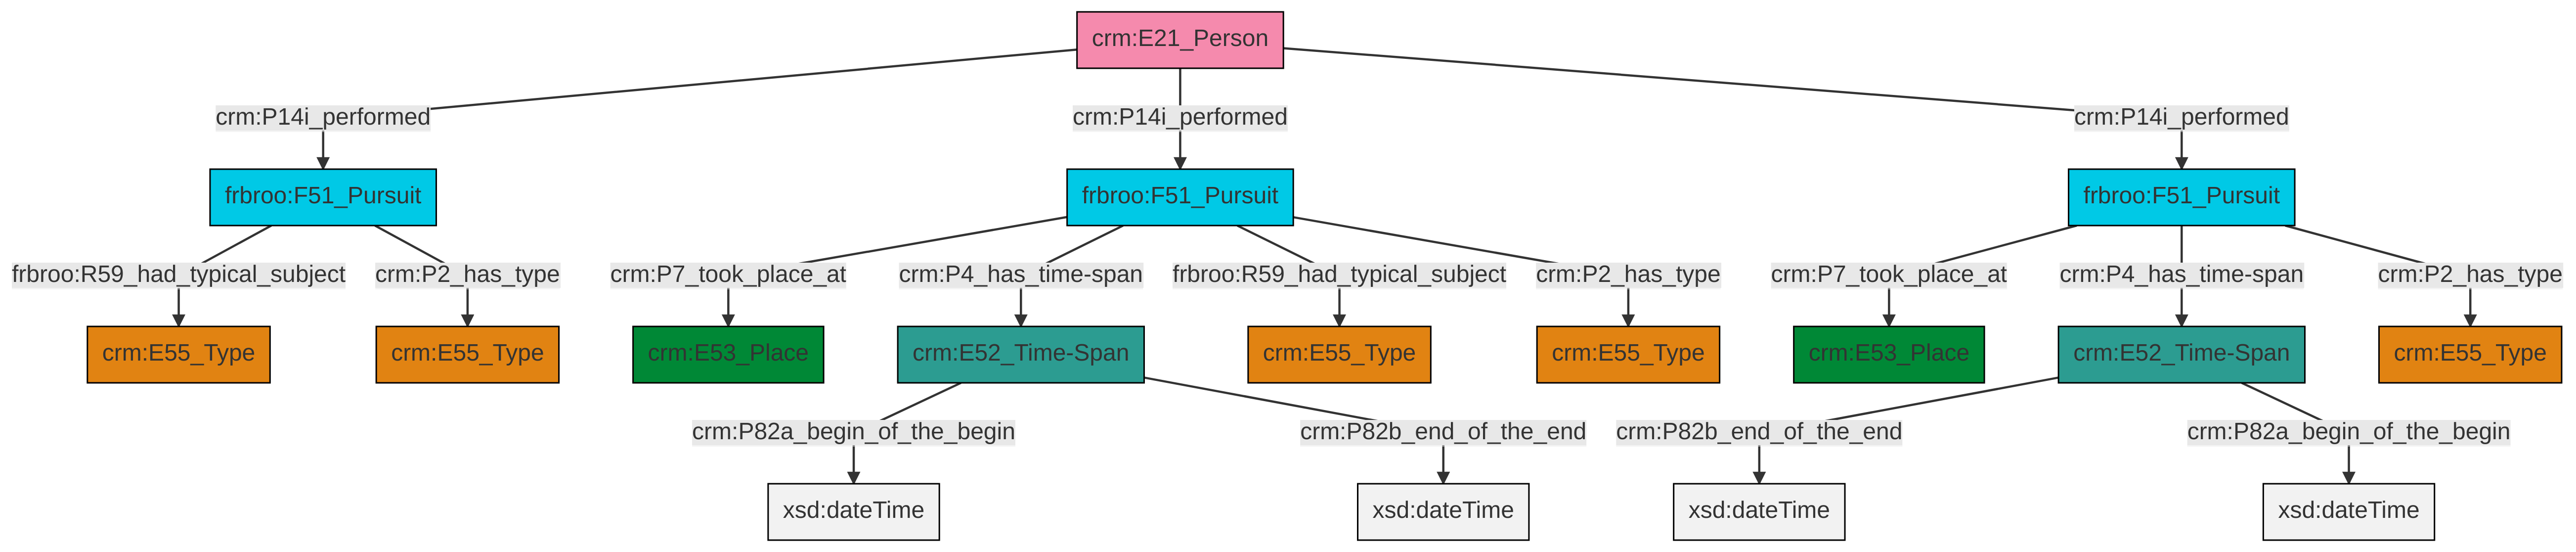 crm:E21_Person
crm:P14i_performed
crm:P14i_performed
crm:P14i_performed
frbroo:F51_Pursuit
frbroo:F51_Pursuit
frbroo:F51_Pursuit
frbroo:R59_had_typical_subject
crm:P2_has_type
crm:P7_took_place_at
crm:P4_has_time-span
frbroo:R59_had_typical_subject
crm:P2_has_type
crm:P7_took_place_at
crm:P4_has_time-span
crm:P2_has_type
crm:E55_Type
crm:E55_Type
crm:E53_Place
crm:E52_Time-Span
crm:E55_Type
crm:E55_Type
crm:E53_Place
crm:E52_Time-Span
crm:E55_Type
crm:P82a_begin_of_the_begin
crm:P82b_end_of_the_end
crm:P82b_end_of_the_end
crm:P82a_begin_of_the_begin
xsd:dateTime
xsd:dateTime
xsd:dateTime
xsd:dateTime